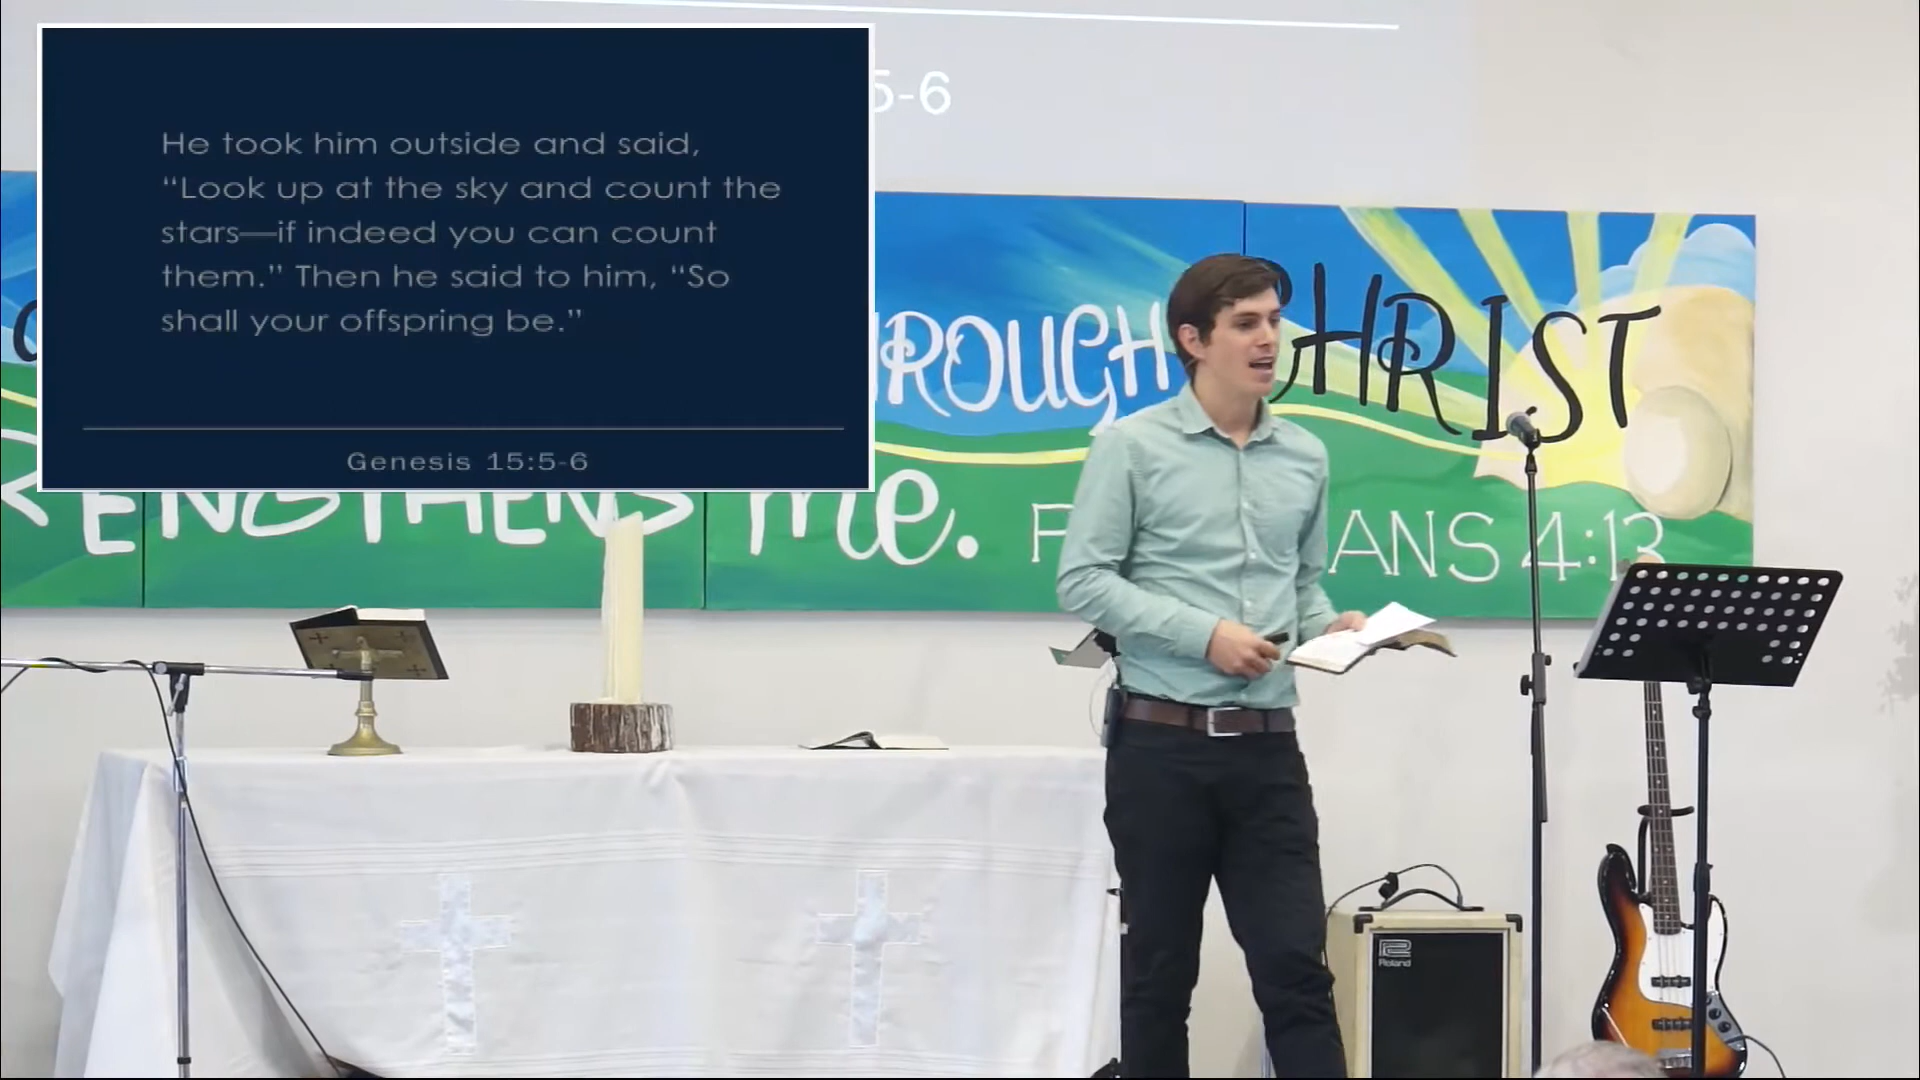 5-6
He took him outside and said,
“Look up at the sky and count the
stars—if indeed you can count
them.” Then he said to him, “So
shall your offspring be.”
Genesis 15:5-6
CHRIST
me.
ANS 4:13
Roland